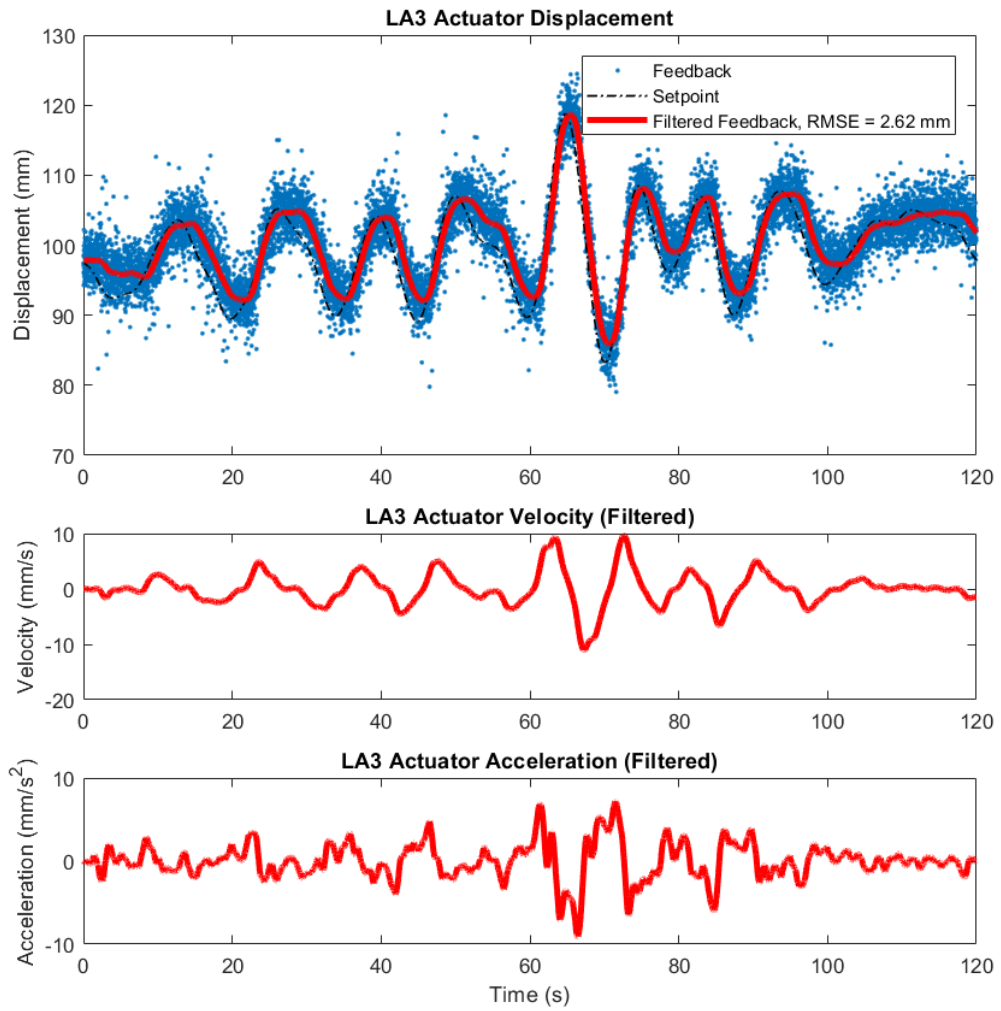 LA3 Actuator Displacement
130
120
110
100
90
80
70
Displacement (mm)
Feedback
Setpoint
Filtered Feedback, RMSE = 2.62 mm
0 20 40 60 80 100 120
LA3 Actuator Velocity (Filtered)
10
0
-10
-20
Velocity (mm/s)
0 20 40 60 80 100 120
LA3 Actuator Acceleration (Filtered)
10
0
-10
Acceleration (mm/s²)
0 20 40 60 80 100 120
Time (s)